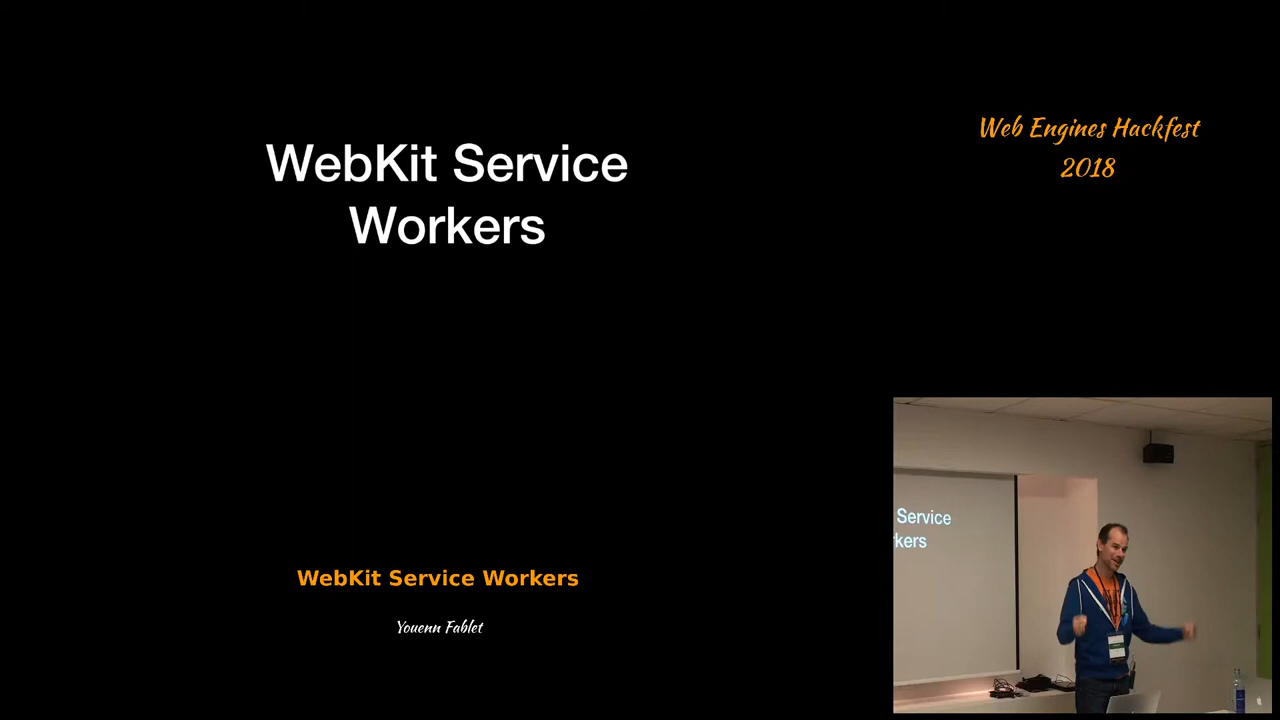 WebKit Service
Workers
Web Engines Hackfest
2018
Service
kers
WebKit Service Workers
Youenn Fablet